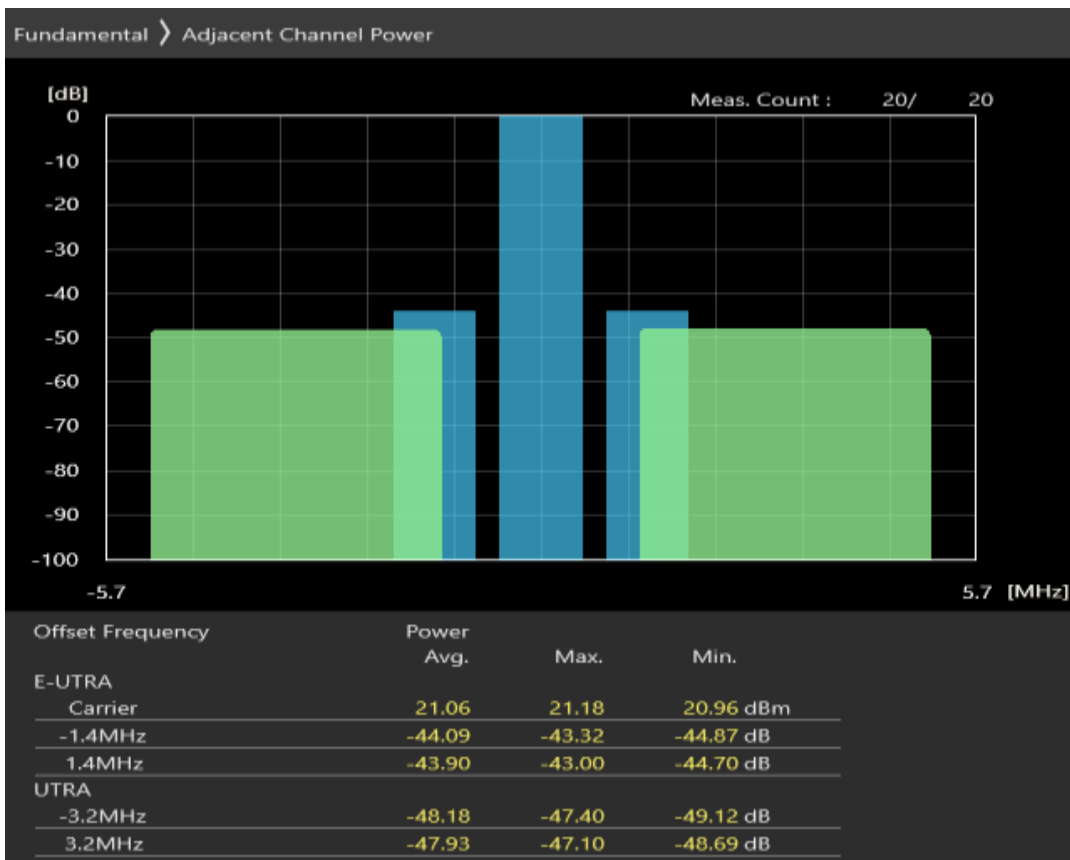 Fundamental 〉 Adjacent Channel Power
[dB]
Meas. Count : 20/ 20
0
-10
-20
-30
-40
-50
-60
-70
-80
-90
-100
-5.7 5.7 [MHz]
Offset Frequency Power
Avg. Max. Min.
E-UTRA
Carrier 21.06 21.18 20.96 dBm
-1.4MHz -44.09 -43.32 -44.87 dB
1.4MHz -43.90 -43.00 -44.70 dB
UTRA
-3.2MHz -48.18 -47.40 -49.12 dB
3.2MHz -47.93 -47.10 -48.69 dB